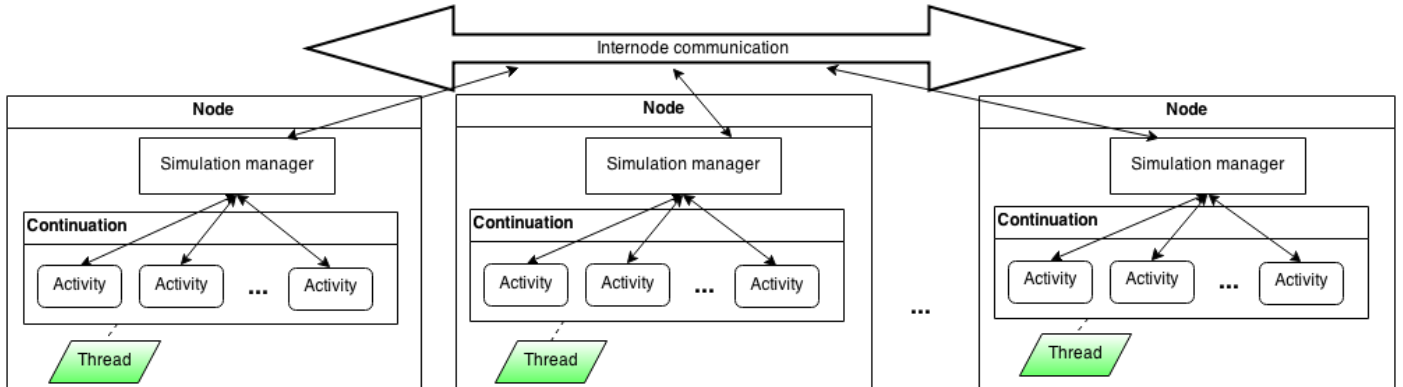 Internode communication
Node
Simulation manager
Continuation
Activity Activity ... Activity
Thread
Node
Simulation manager
Continuation
Activity Activity ... Activity
Thread
...
Node
Simulation manager
Continuation
Activity Activity ... Activity
Thread